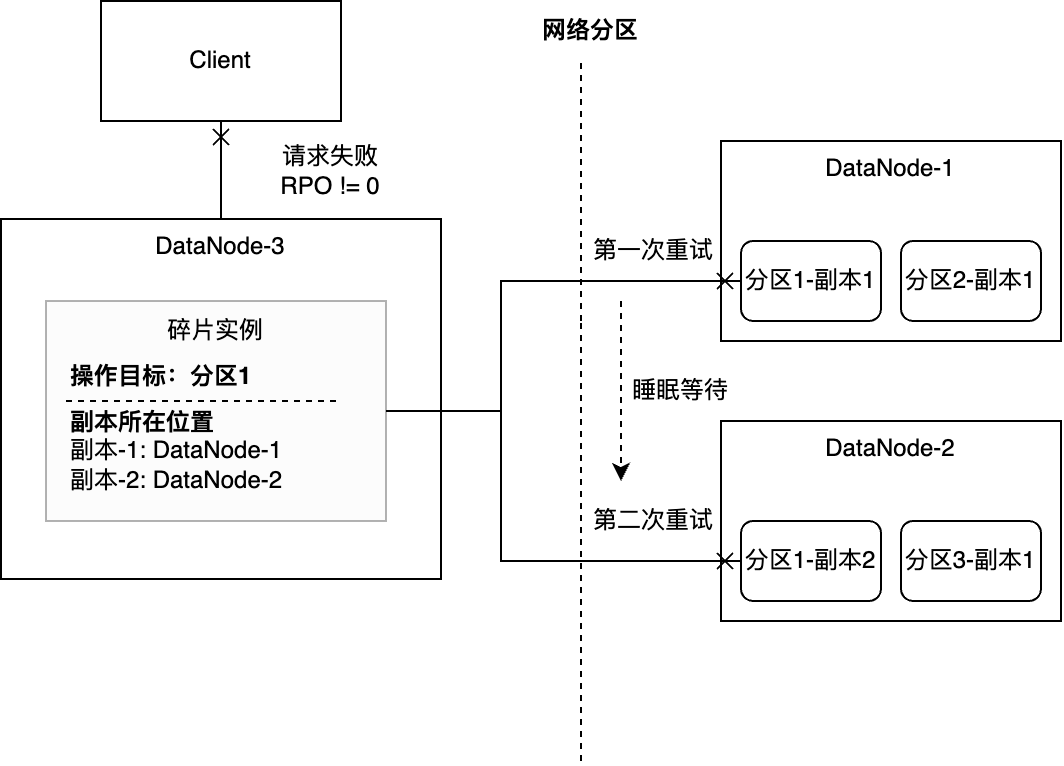 网络分区
Client
请求失败
RPO != 0
DataNode-3
碎片实例
操作目标：分区1
副本所在位置
副本-1: DataNode-1
副本-2: DataNode-2
第一次重试
睡眠等待
第二次重试
DataNode-1
分区1-副本1
分区2-副本1
DataNode-2
分区1-副本2
分区3-副本1